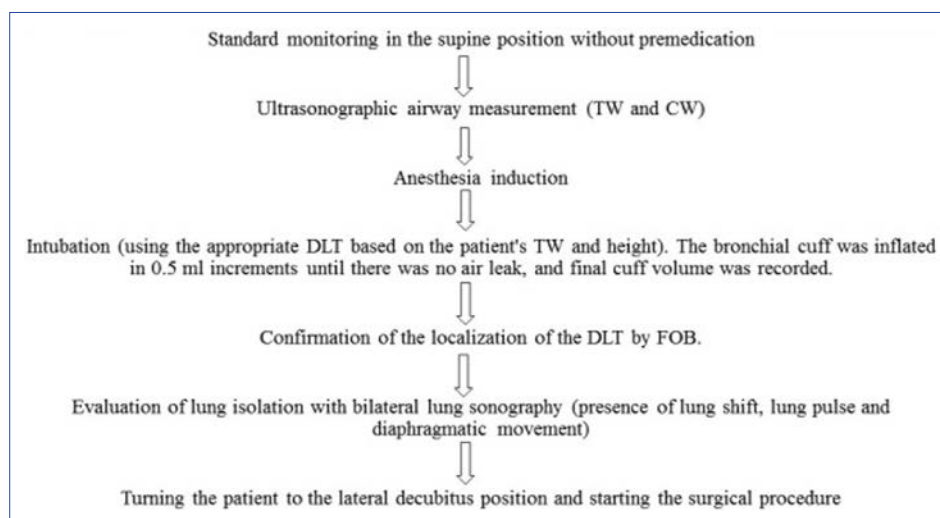 Standard monitoring in the supine position without premedication
Ultrasonographic airway measurement (TW and CW)
Anesthesia induction
Intubation (using the appropriate DLT based on the patient's TW and height). The bronchial cuff was inflated
in 0.5 ml increments until there was no air leak, and final cuff volume was recorded.
Confirmation of the localization of the DLT by FOB.
Evaluation of lung isolation with bilateral lung sonography (presence of lung shift, lung pulse and
diaphragmatic movement)
Turning the patient to the lateral decubitus position and starting the surgical procedure